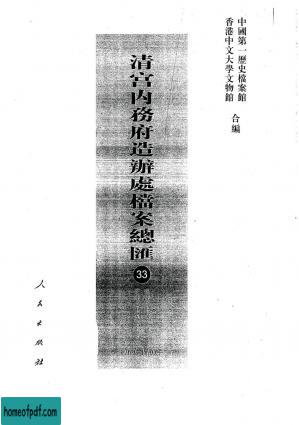 中國第一歷史檔案館
香港中文大學文物館
合編
清宮內務府造辦處檔案總匯
33
人民出版社
homeofpdf.com